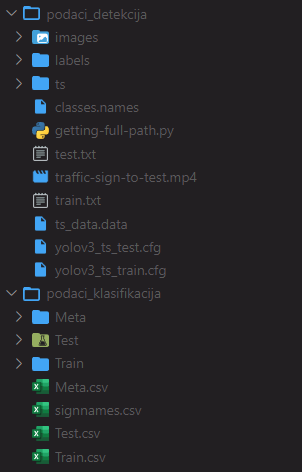 podaci_detekcija
images
labels
ts
classes.names
getting-full-path.py
test.txt
traffic-sign-to-test.mp4
train.txt
ts_data.data
yolov3_ts_test.cfg
yolov3_ts_train.cfg
podaci_klasifikacija
Meta
Test
Train
Meta.csv
signnames.csv
Test.csv
Train.csv